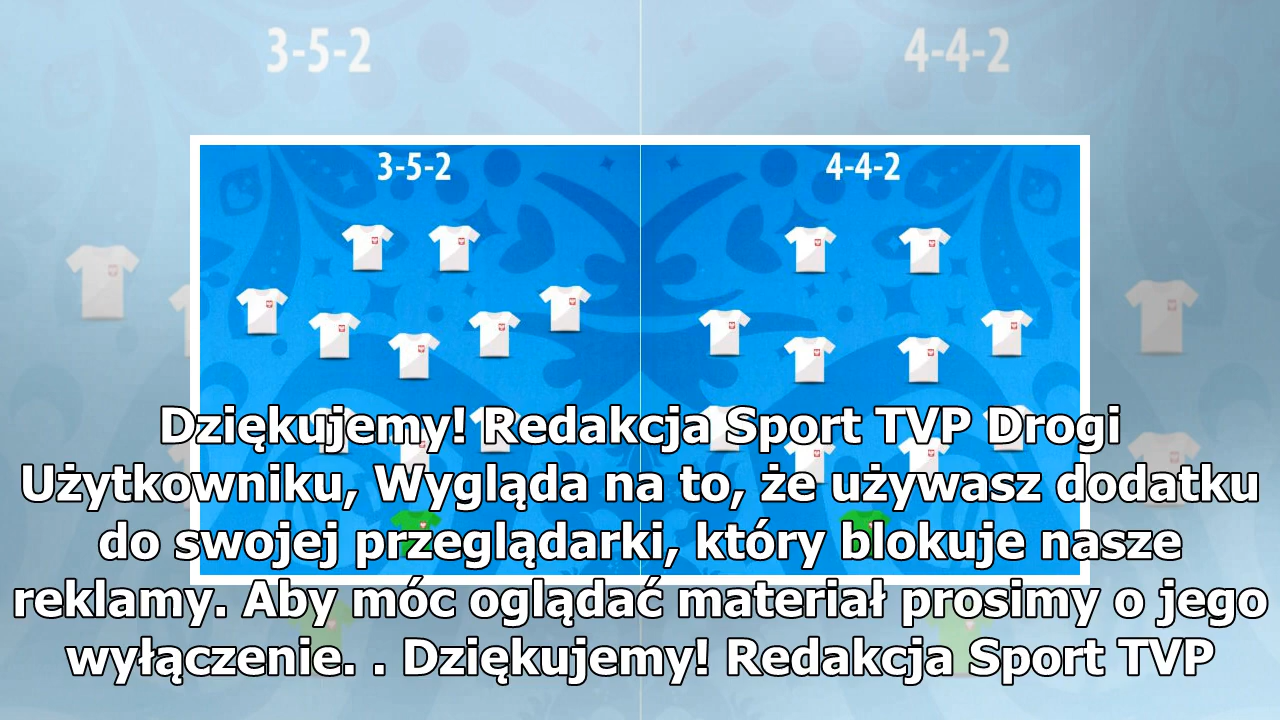 3-5-2
4-4-2
3-5-2
4-4-2
Dziękujemy! Redakcja Sport TVP Drogi
Użytkowniku, Wygląda na to, że używasz dodatku
do swojej przeglądarki, który blokuje nasze
reklamy. Aby móc oglądać materiał prosimy o jego
wyłączenie. . Dziękujemy! Redakcja Sport TVP